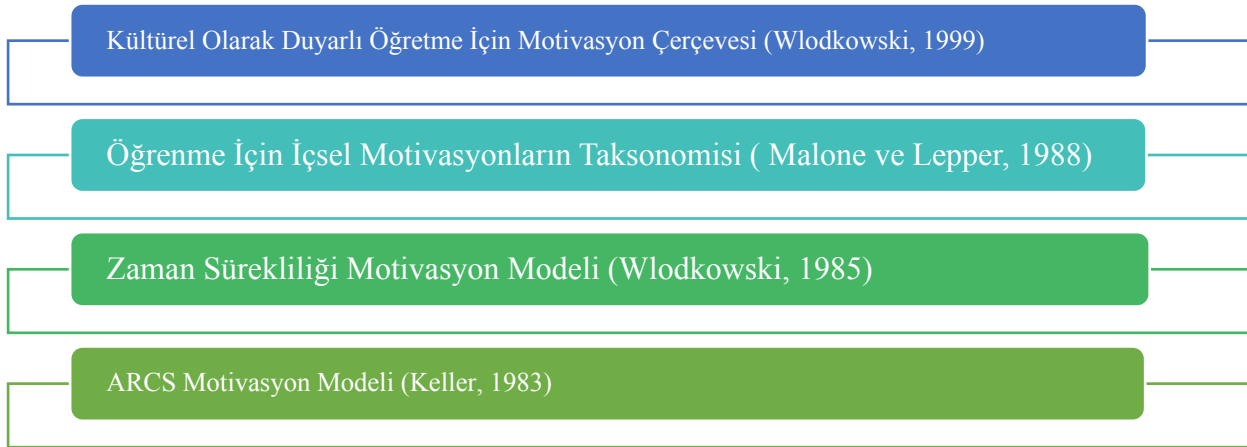 Kültürel Olarak Duyarlı Öğretme İçin Motivasyon Çerçevesi (Wlodkowski, 1999)
Öğrenme İçin İçsel Motivasyonların Taksonomisi ( Malone ve Lepper, 1988)
Zaman Sürekliliği Motivasyon Modeli (Wlodkowski, 1985)
ARCS Motivasyon Modeli (Keller, 1983)